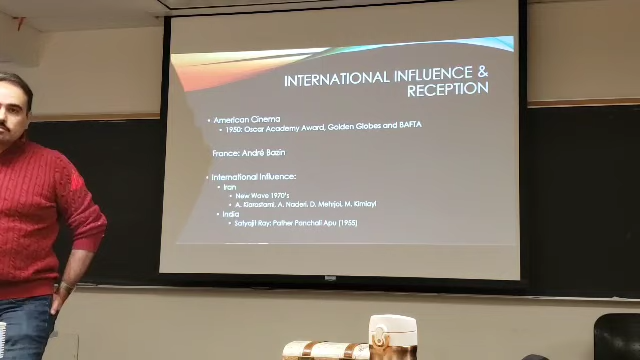 INTERNATIONAL INFLUENCE &
RECEPTION
• American Cinema
• 1950: Oscar Academy Award, Golden Globes and BAFTA
France: André Bazin
• International Influence:
• Iran
• New Wave 1970's
• A. Kiarostami, A. Naderi, D. Mehrjoi, M. Kimiayi
• India
• Satyajit Ray: Pather Panchali Apu (1955)